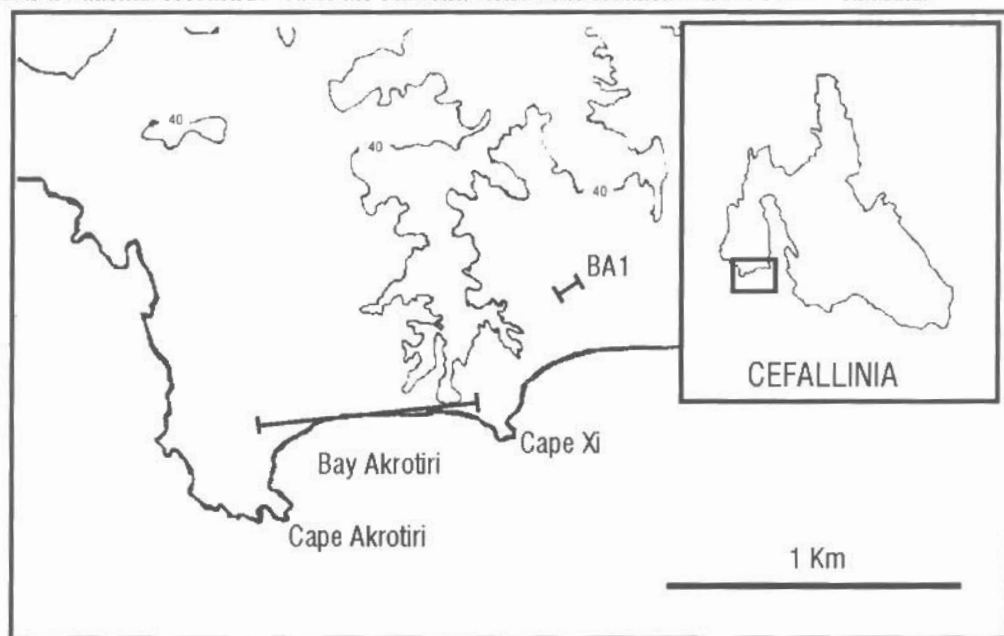 40
40
40
BA1
CEFALLINIA
Cape Xi
Bay Akrotiri
Cape Akrotiri
1 Km